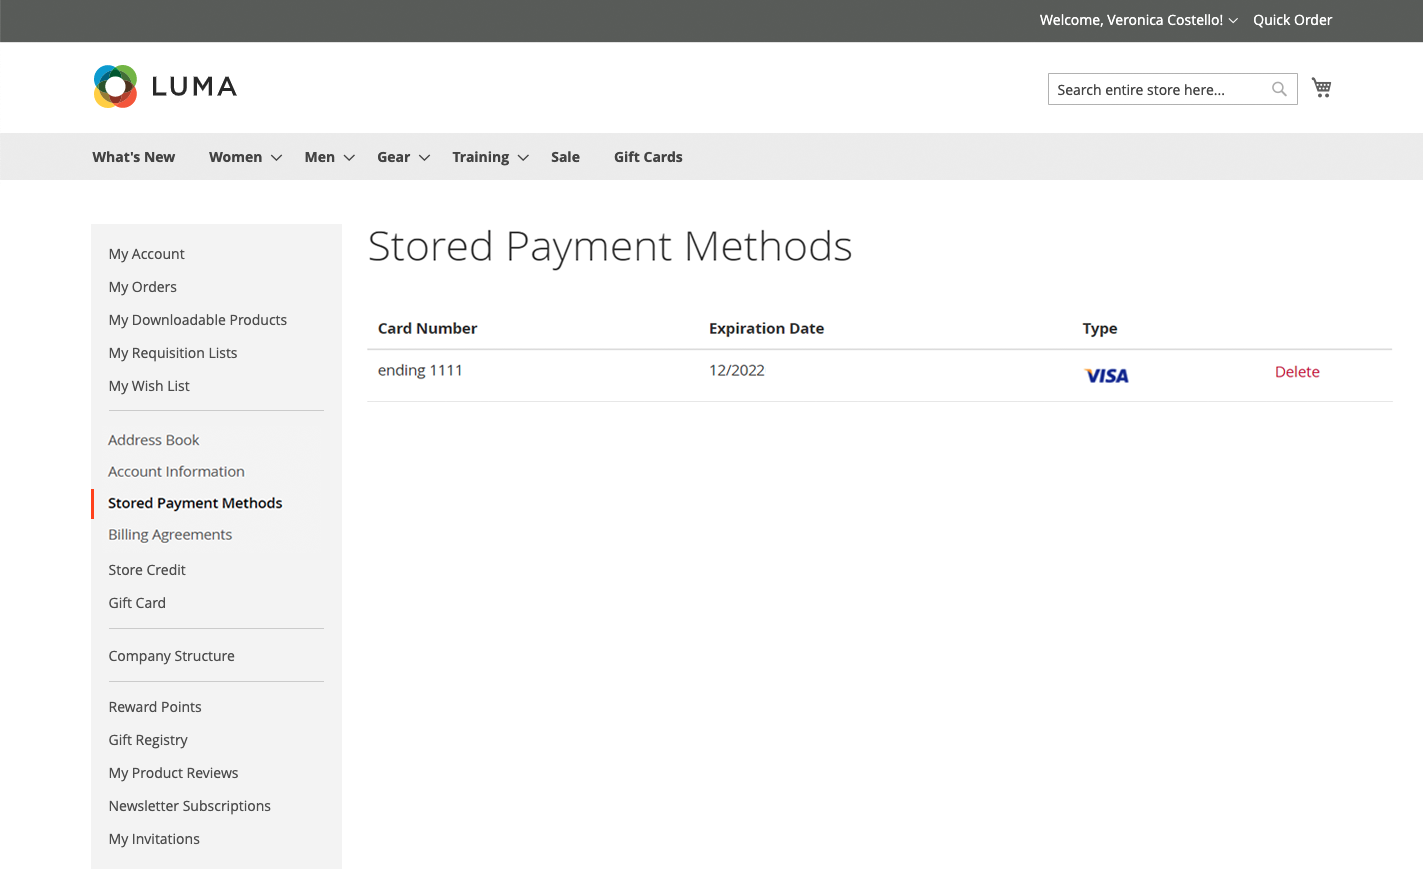 Welcome, Veronica Costello! Quick Order
LUMA
Search entire store here...
What's New Women Men Gear Training Sale Gift Cards
My Account
My Orders
My Downloadable Products
My Requisition Lists
My Wish List
Address Book
Account Information
Stored Payment Methods
Billing Agreements
Store Credit
Gift Card
Company Structure
Reward Points
Gift Registry
My Product Reviews
Newsletter Subscriptions
My Invitations
Stored Payment Methods
Card Number Expiration Date Type
ending 1111 12/2022 VISA Delete